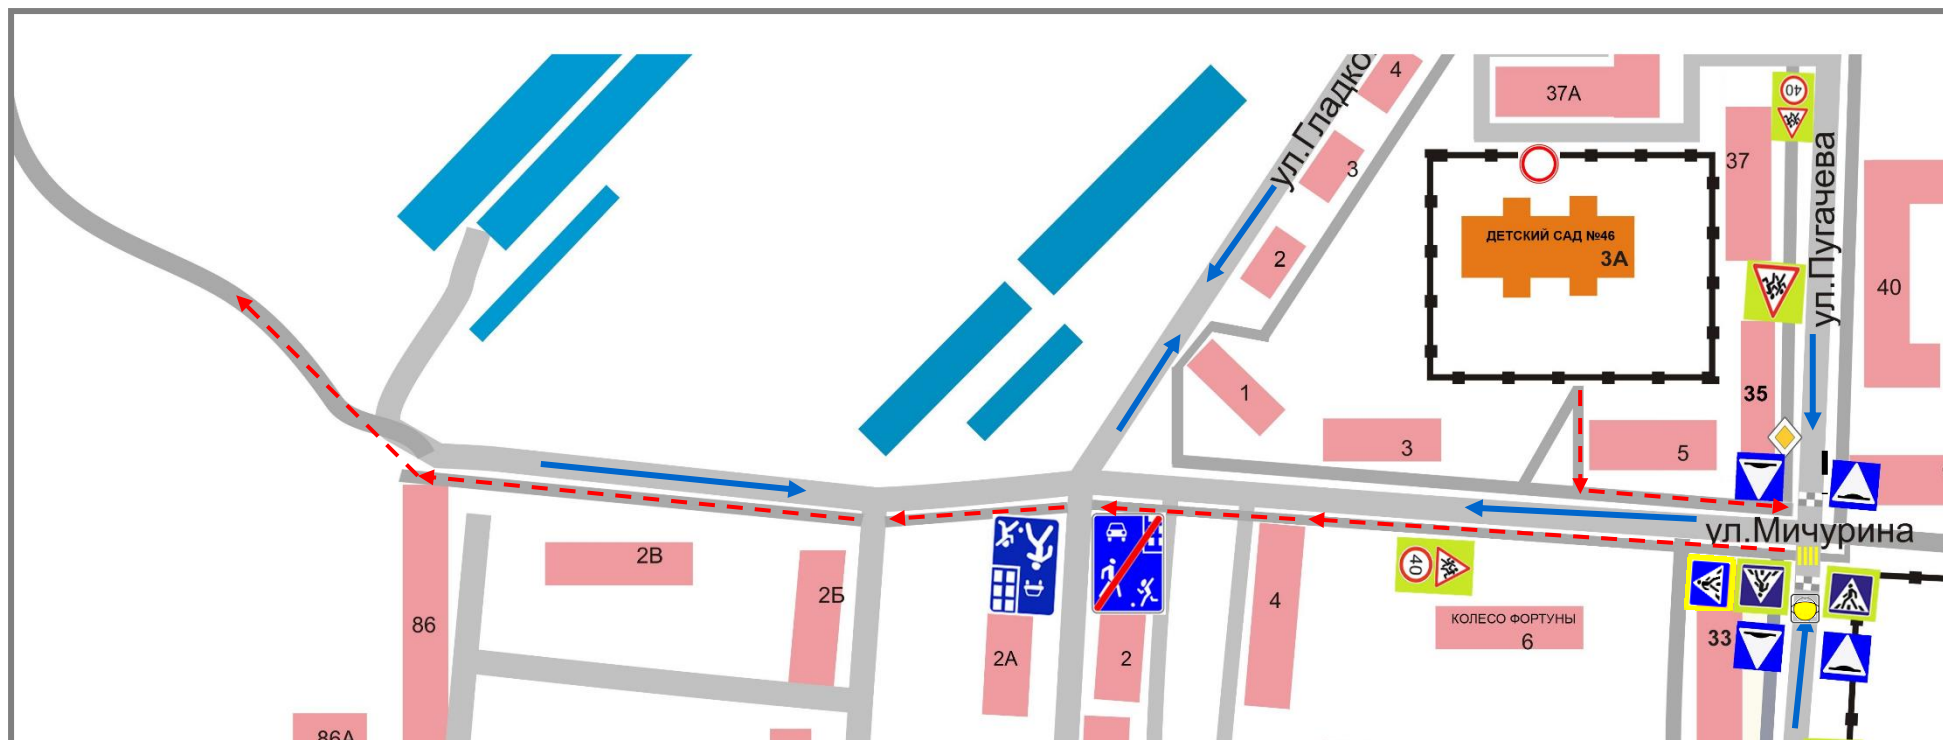 4
37А
40
ул.Гладко
3
37
ул.Пугачева
ДЕТСКИЙ САД №46
3А
2
40
1
35
3
5
ул.Мичурина
2В
40
2Б
4
86
КОЛЕСО ФОРТУНЫ
6
33
2А
2
86А